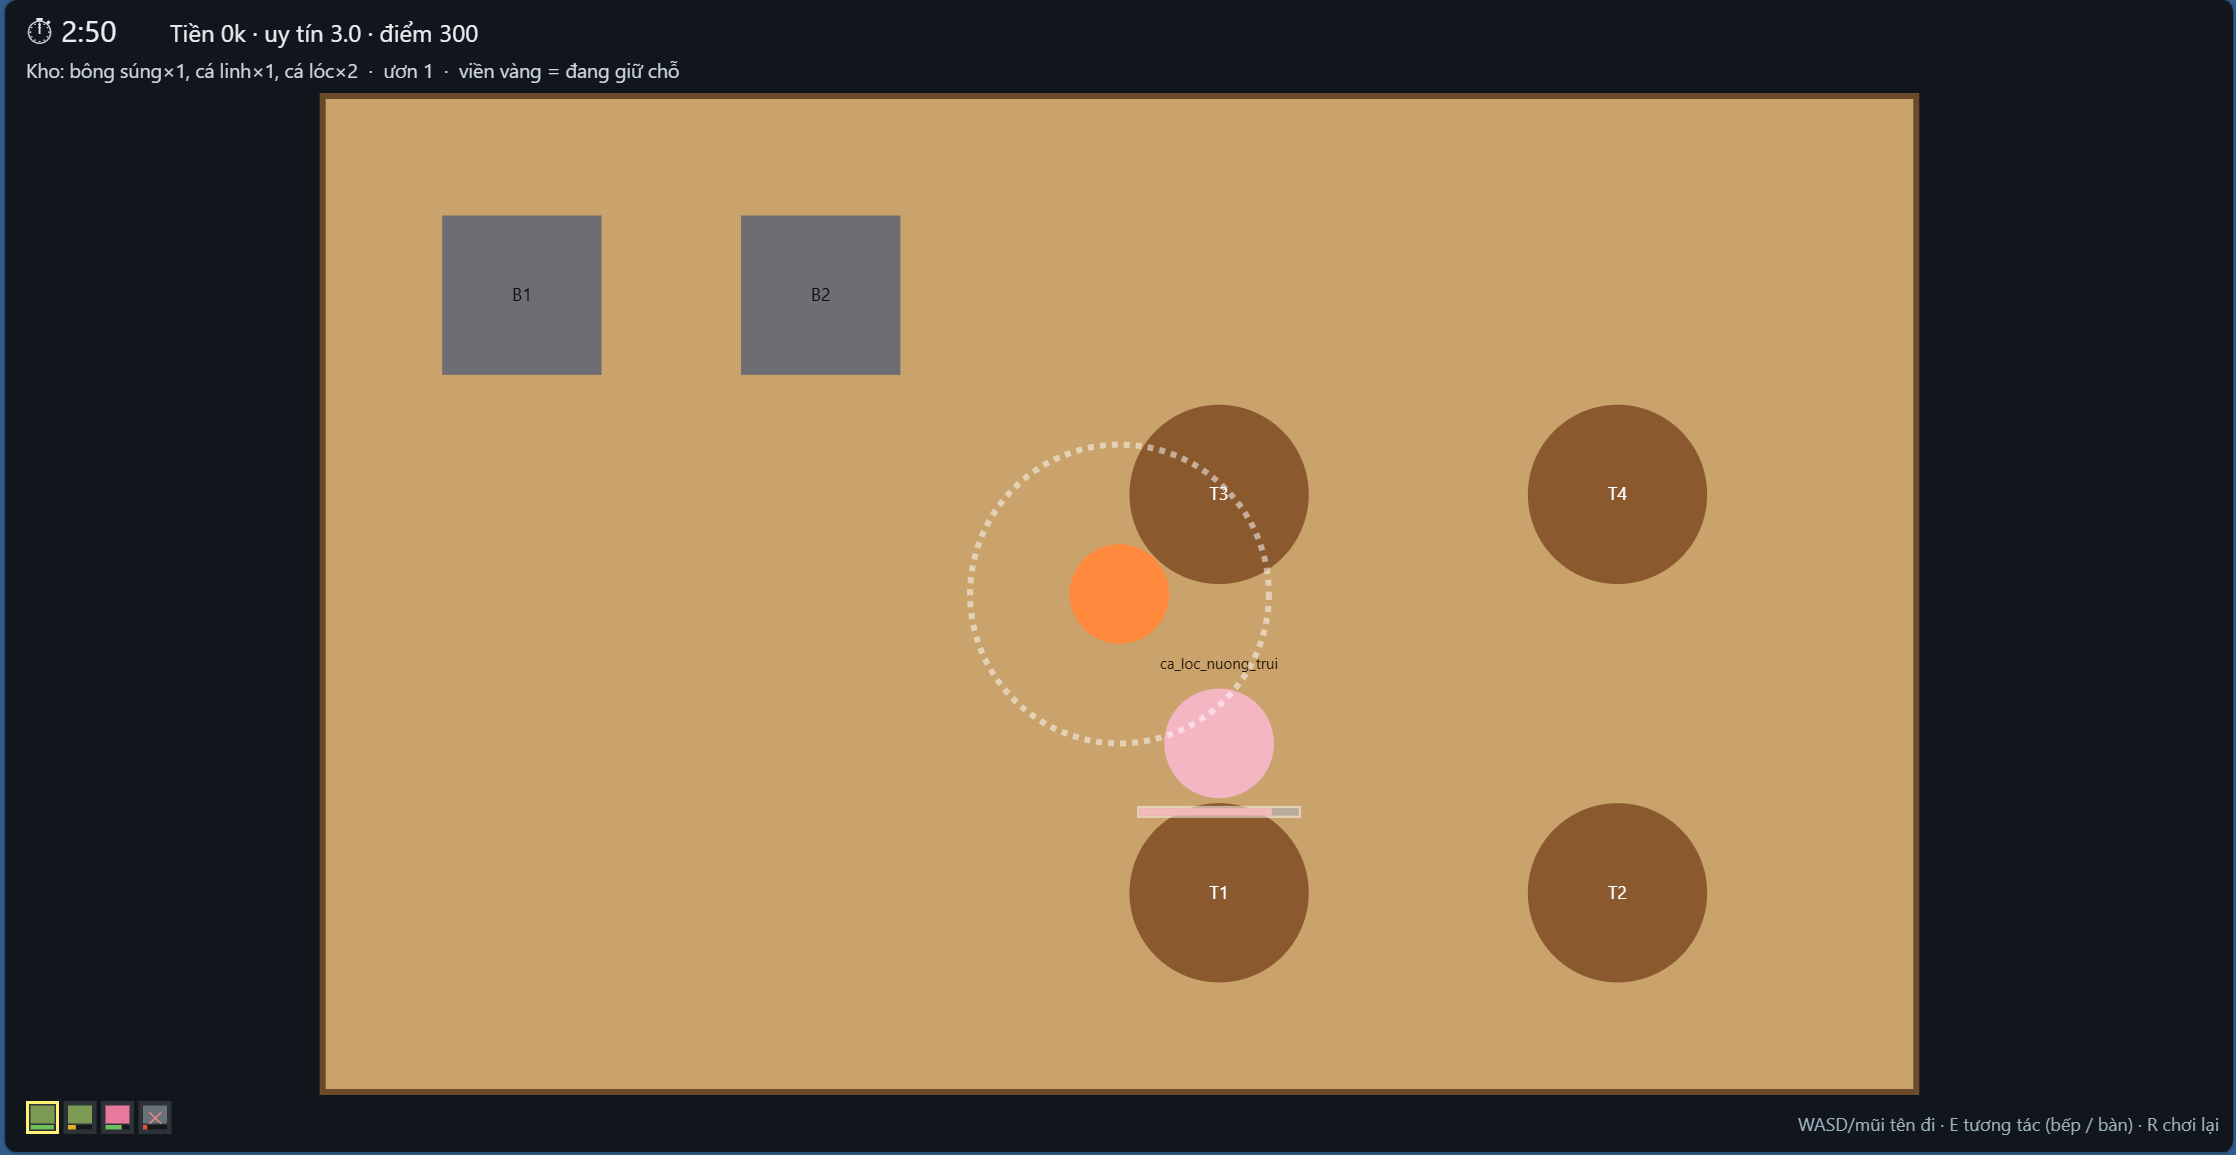 2:50 Tiền 0k · uy tín 3.0 · điểm 300
Kho: bông súng×1, cá linh×1, cá lóc×2 · ươn 1 · viền vàng = đang giữ chỗ
B1
B2
T3
T4
ca_loc_nuong_trui
T1
T2
WASD/mũi tên đi · E tương tác (bếp / bàn) · R chơi lại